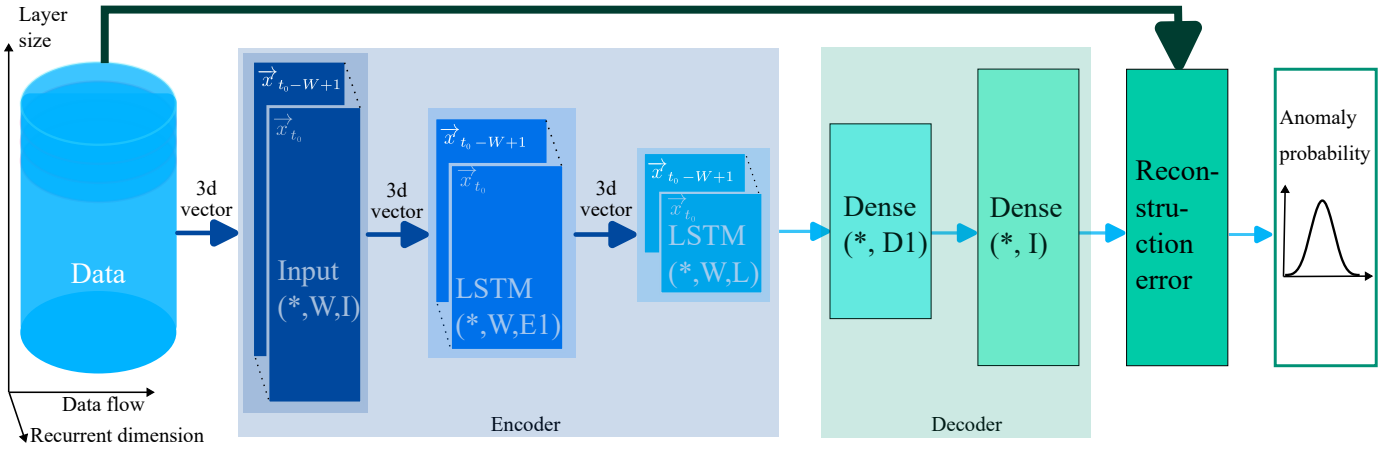 Layer
size
Data
Data flow
Recurrent dimension
3d
vector
x⃗ t₀−W+1
x⃗ t₀
Input
(*,W,I)
3d
vector
x⃗ t₀−W+1
x⃗ t₀
LSTM
(*,W,E1)
3d
vector
x⃗ t₀−W+1
x⃗ t₀
LSTM
(*,W,L)
Encoder
Dense
(*, D1)
Dense
(*, I)
Decoder
Recon-
stru-
ction
error
Anomaly
probability